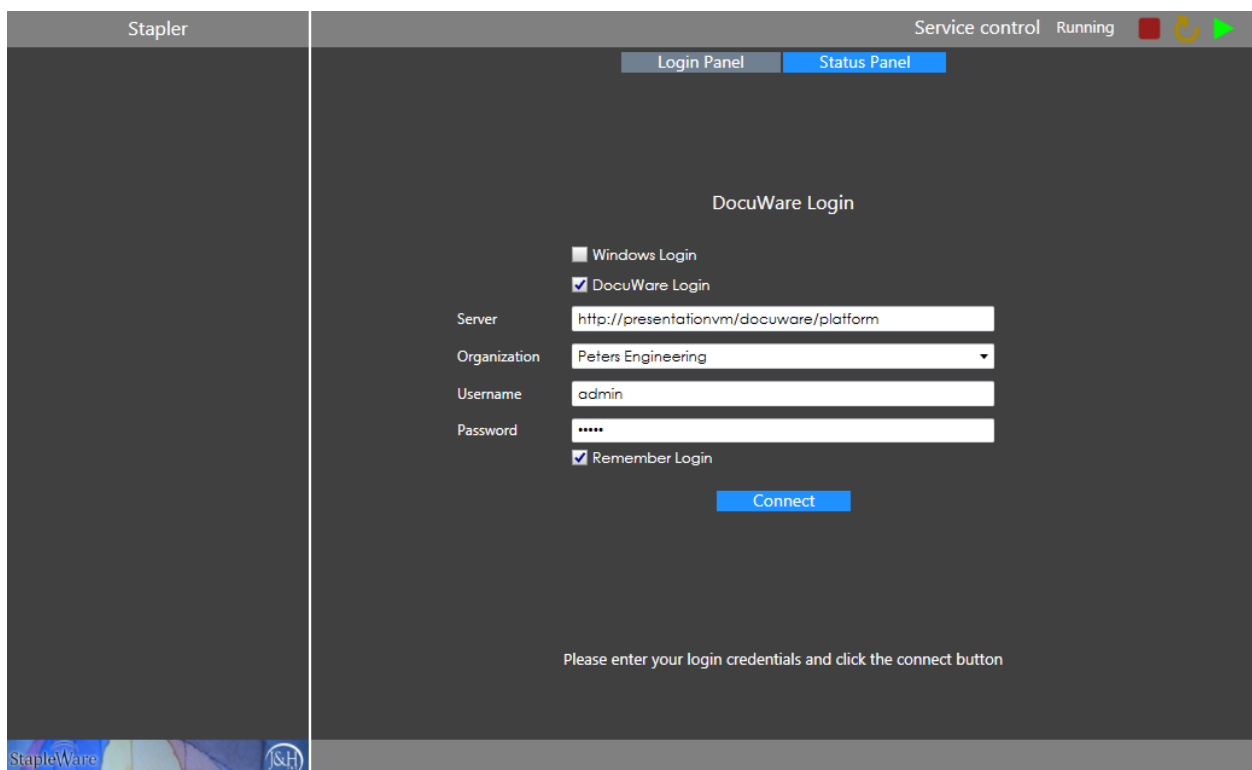 Stapler
Service control Running
Login Panel Status Panel
DocuWare Login
Windows Login
DocuWare Login
Server http://presentationvm/docuware/platform
Organization Peters Engineering
Username admin
Password •••••
Remember Login
Connect
Please enter your login credentials and click the connect button
StapleWare J&H